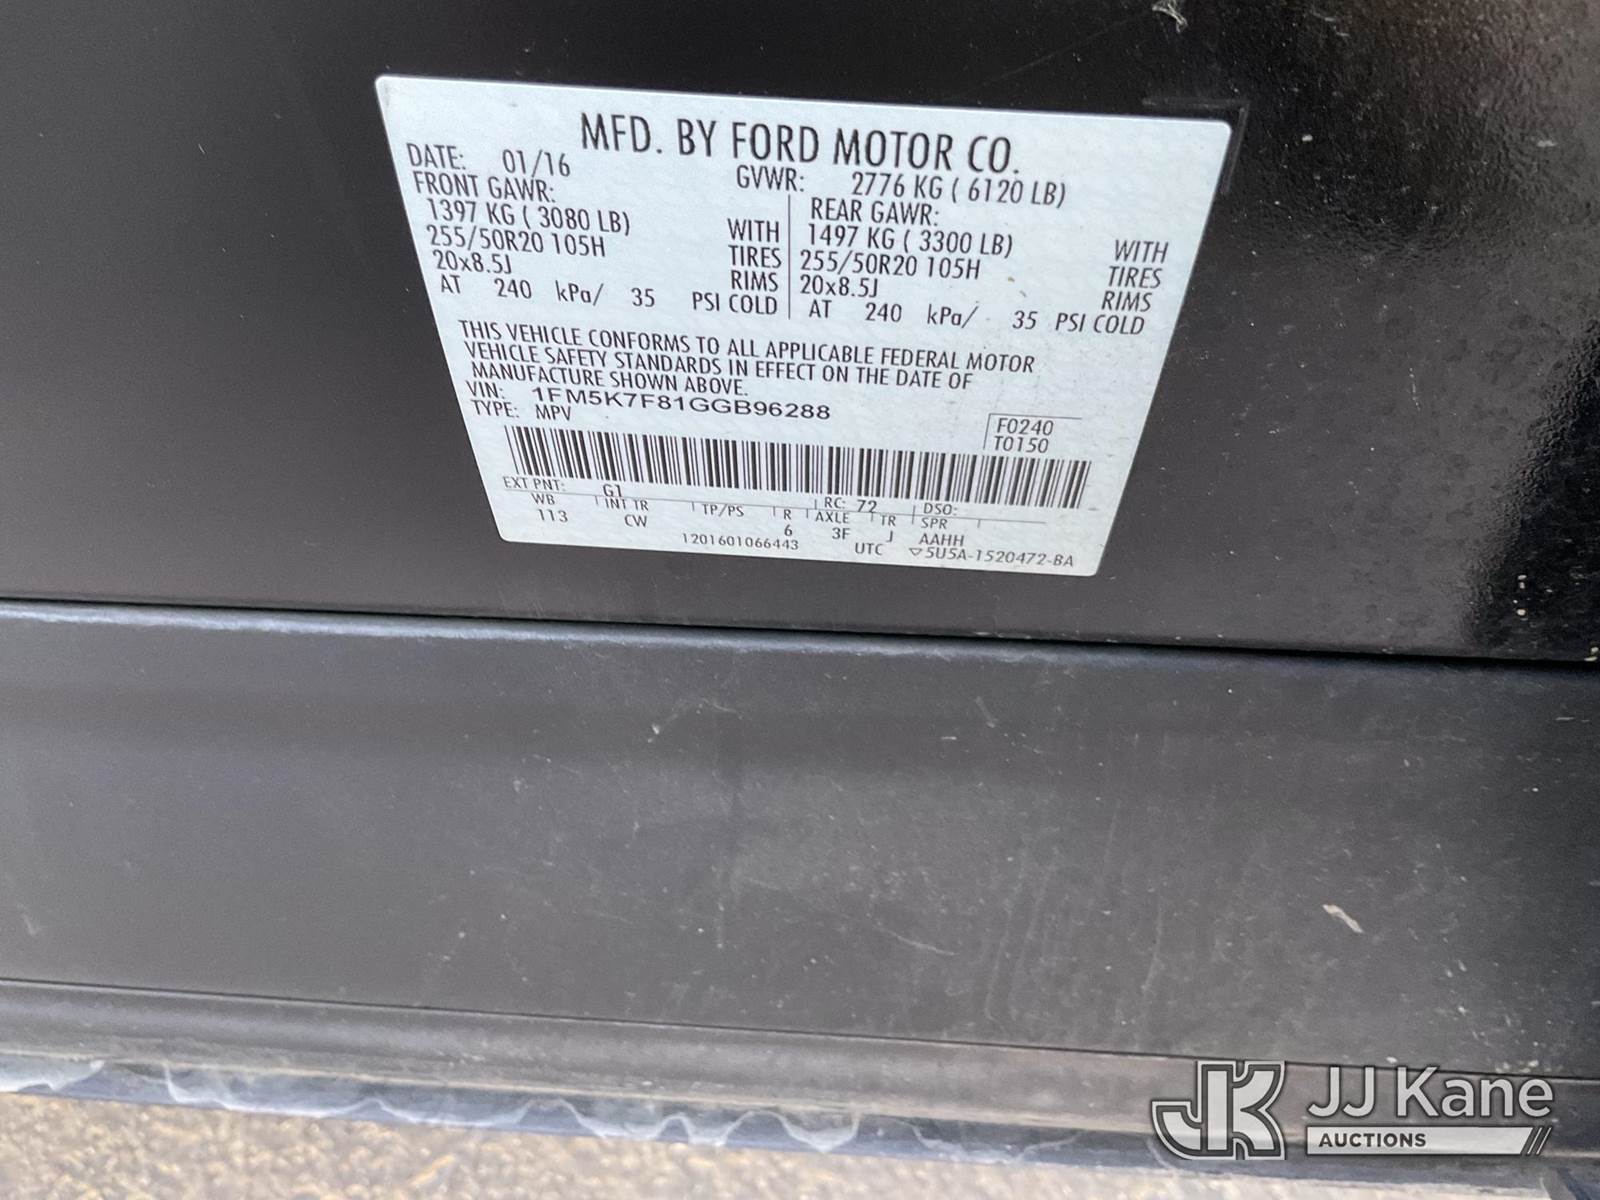 MFD. BY FORD MOTOR CO.
DATE: 01/16 GVWR: 2776 KG ( 6120 LB)
FRONT GAWR: REAR GAWR:
1397 KG ( 3080 LB) WITH 1497 KG ( 3300 LB) WITH
255/50R20 105H TIRES 255/50R20 105H TIRES
20x8.5J RIMS 20x8.5J RIMS
AT 240 kPa/ 35 PSI COLD AT 240 kPa/ 35 PSI COLD
THIS VEHICLE CONFORMS TO ALL APPLICABLE FEDERAL MOTOR
VEHICLE SAFETY STANDARDS IN EFFECT ON THE DATE OF
MANUFACTURE SHOWN ABOVE.
VIN: 1FM5K7F81GGB96288
TYPE: MPV
F0240
T0150
EXT PNT: G1 RC: 72 DSO:
WB INT TR TP/PS R AXLE TR SPR
113 CW 6 3F J AAHH
1201601066443 UTC ▽5U5A-1520472-BA
JK JJ Kane
AUCTIONS